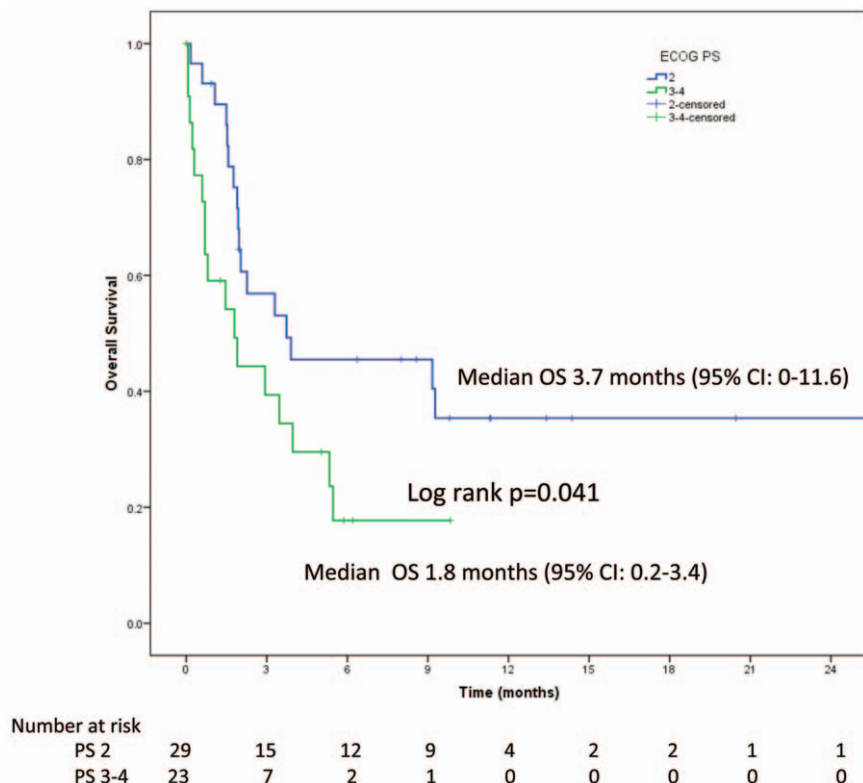 ECOG PS
2
3-4
2-censored
3-4-censored
1.0
0.8
0.6
0.4
0.2
0.0
Overall Survival
Median OS 3.7 months (95% CI: 0-11.6)
Log rank p=0.041
Median OS 1.8 months (95% CI: 0.2-3.4)
0 3 6 9 12 15 18 21 24
Time (months)
Number at risk
PS 2 29 15 12 9 4 2 2 1 1
PS 3-4 23 7 2 1 0 0 0 0 0